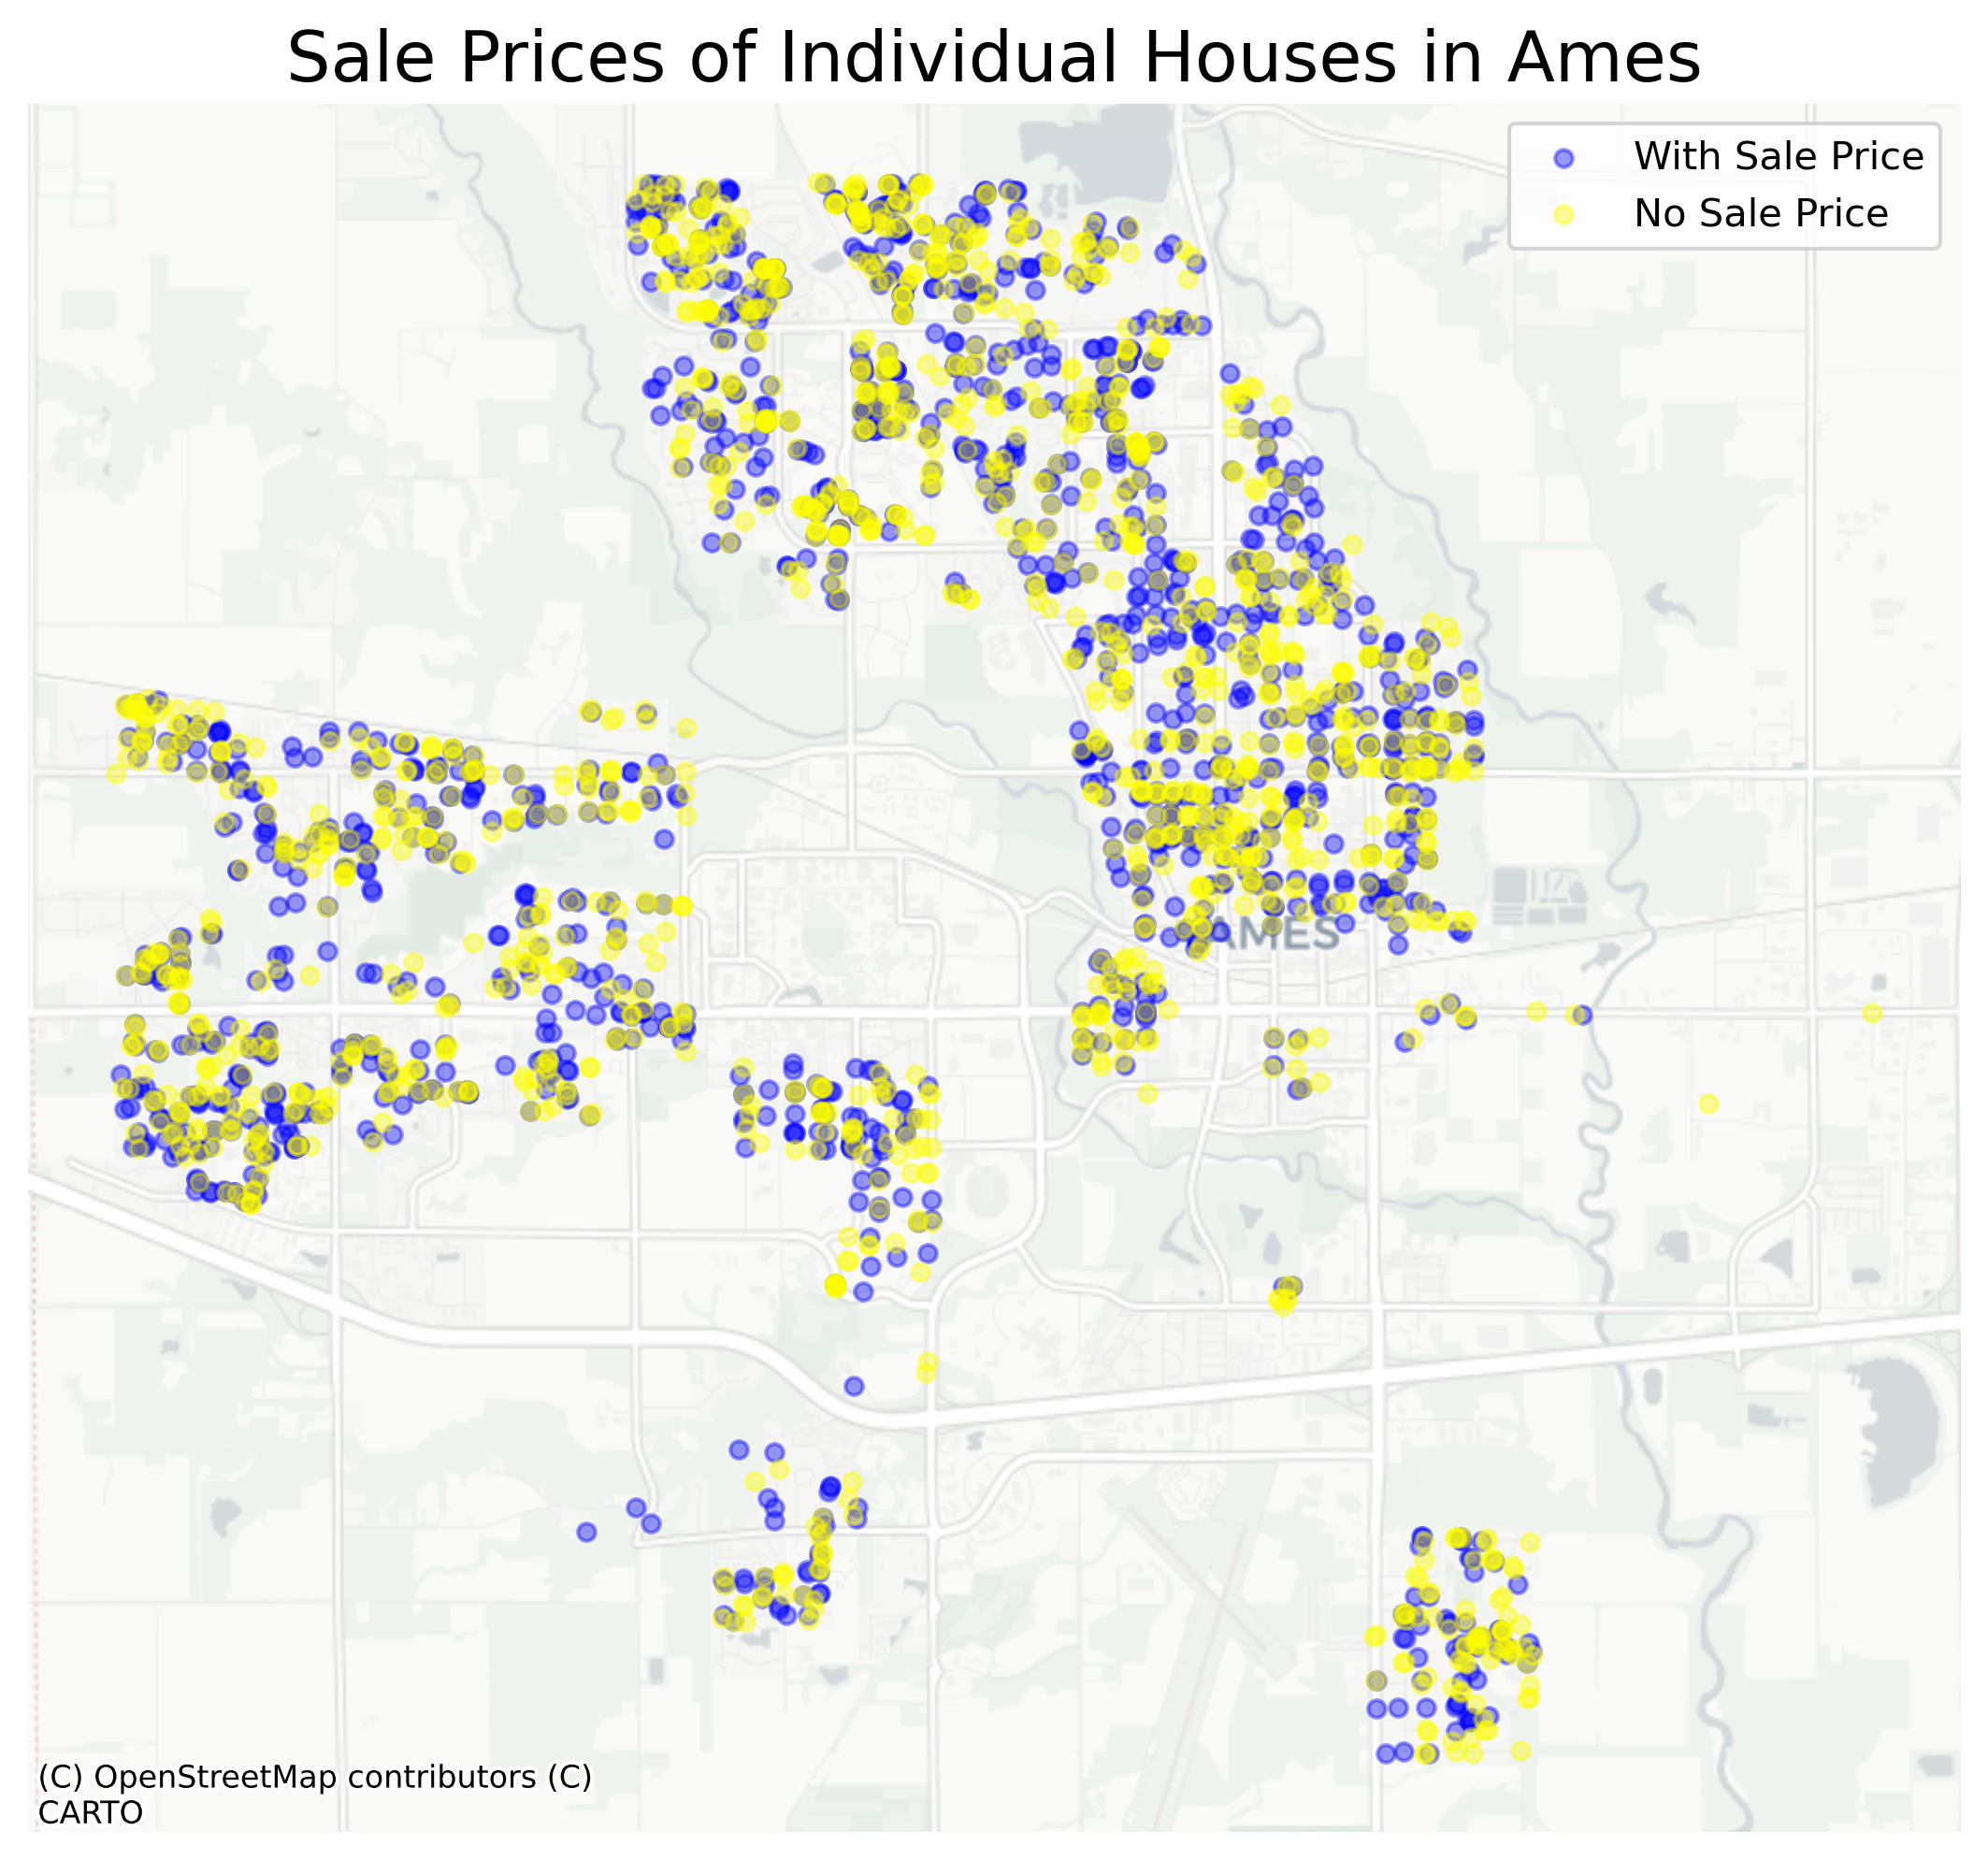 Sale Prices of Individual Houses in Ames
With Sale Price
No Sale Price
AMES
(C) OpenStreetMap contributors (C)
CARTO